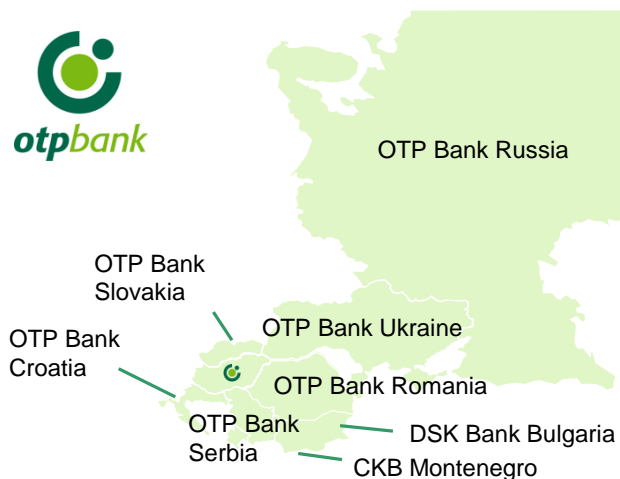 otpbank
OTP Bank Russia
OTP Bank
Slovakia
OTP Bank Ukraine
OTP Bank
Croatia
OTP Bank Romania
OTP Bank
Serbia
DSK Bank Bulgaria
CKB Montenegro